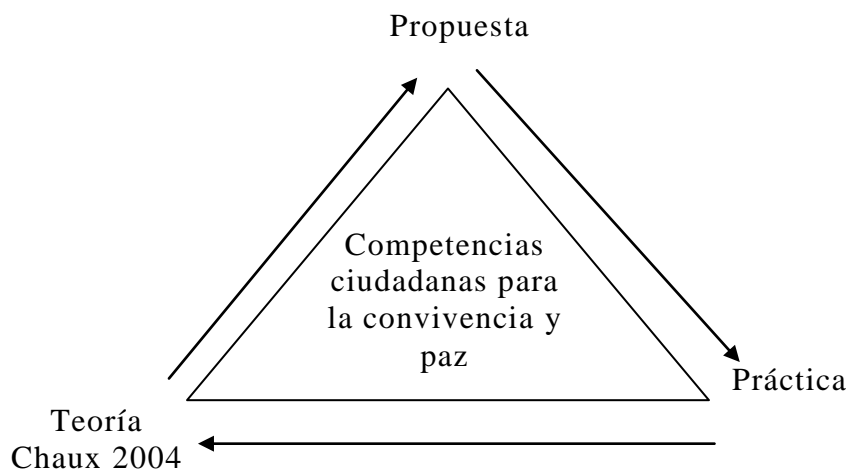 Propuesta
Competencias
ciudadanas para
la convivencia y
paz
Práctica
Teoría
Chaux 2004